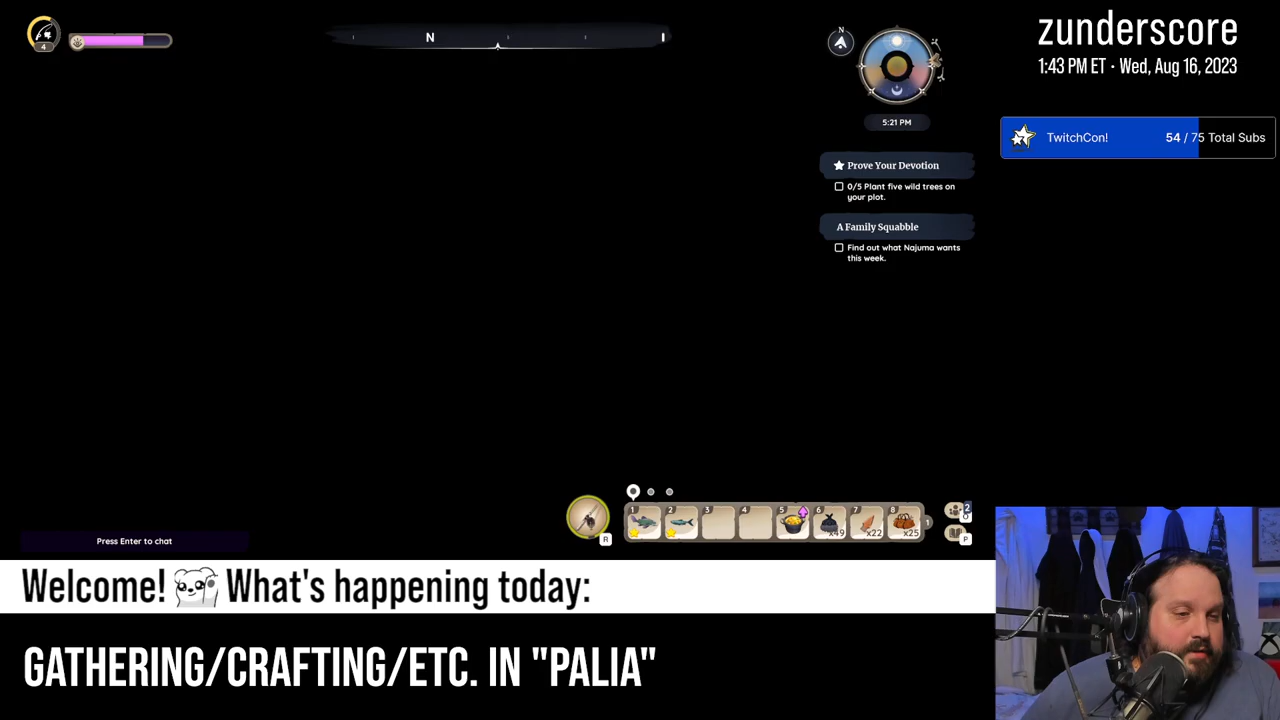 4
N
N
5:21 PM
Prove Your Devotion
0/5 Plant five wild trees on
your plot.
A Family Squabble
Find out what Najuma wants
this week.
zunderscore
1:43 PM ET · Wed, Aug 16, 2023
TwitchCon! 54 / 75 Total Subs
R
1 2 3 4 5 6 7 8
x49 x22 x25
1
2
P
Press Enter to chat
Welcome! What's happening today:
GATHERING/CRAFTING/ETC. IN "PALIA"